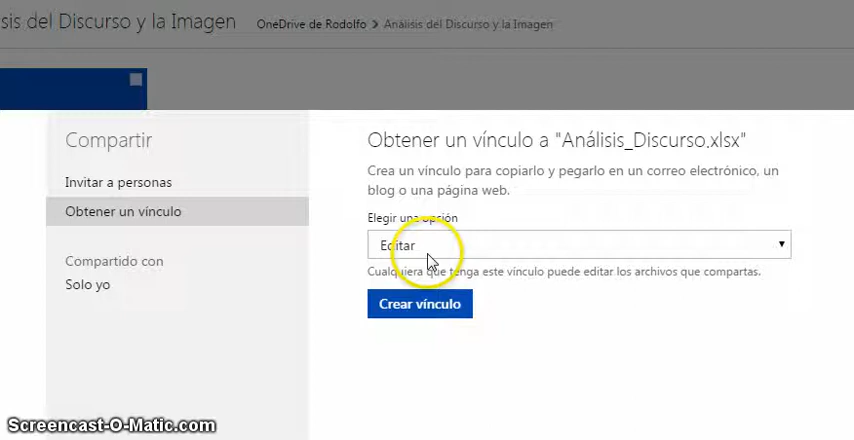 sis del Discurso y la Imagen
OneDrive de Rodolfo > Análisis del Discurso y la Imagen
Compartir
Invitar a personas
Obtener un vínculo
Compartido con
Solo yo
Obtener un vínculo a "Análisis_Discurso.xlsx"
Crea un vínculo para copiarlo y pegarlo en un correo electrónico, un
blog o una página web.
Elegir una opción
Editar
Cualquiera que tenga este vínculo puede editar los archivos que compartas.
Crear vínculo
Screencast-O-Matic.com